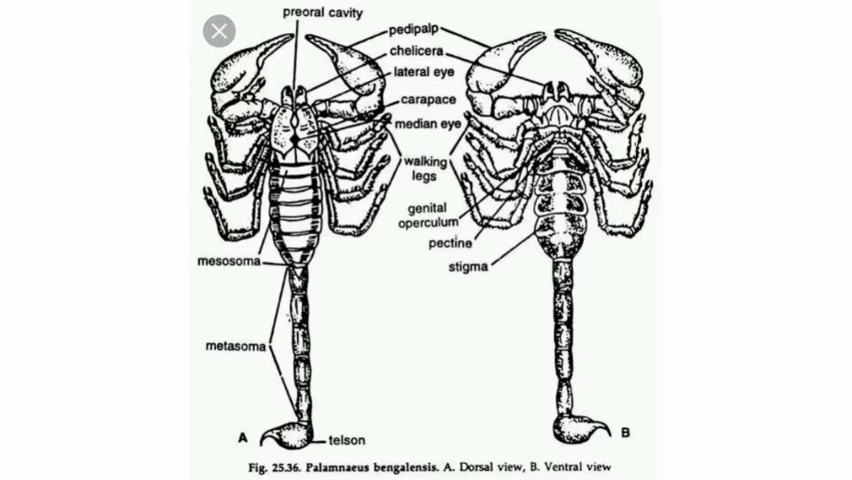 preoral cavity
pedipalp
chelicera
lateral eye
carapace
median eye
walking
legs
genital
operculum
pectine
stigma
mesosoma
metasoma
telson
A
B
Fig. 25.36. Palamnaeus bengalensis. A. Dorsal view, B. Ventral view